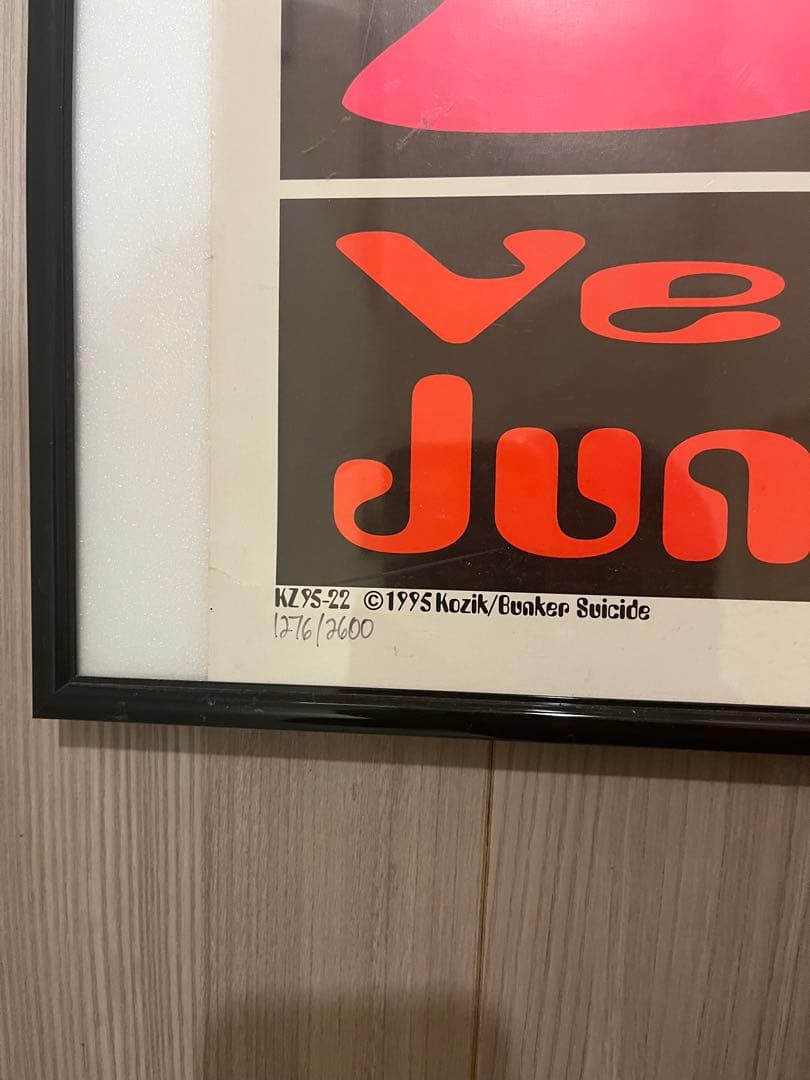 Ve
Jun
KZ95-22 ©1995 Kozik/Bunker Suicide
1276/2600